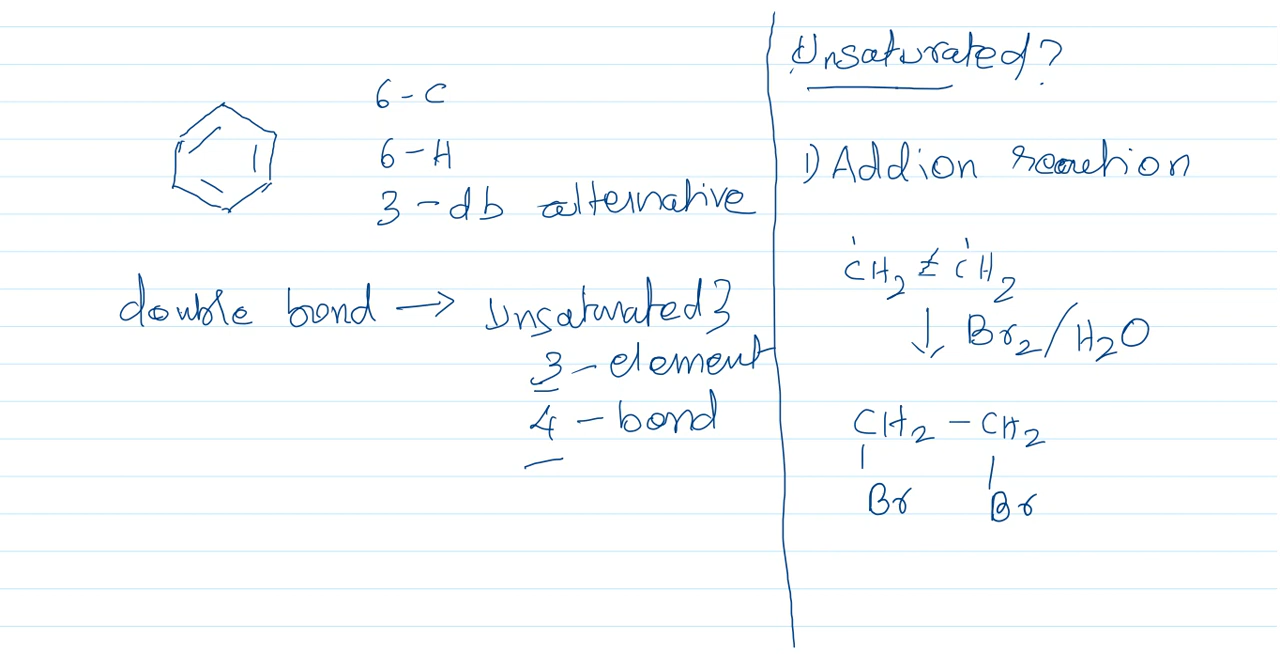 6-C
6-H
3-db alternative
double bond → Unsaturated3
3-element
4-bond
Unsaturated?
1) Addion reaction
CH2 ≠ CH2
↓ Br2/H2O
CH2-CH2
Br Br